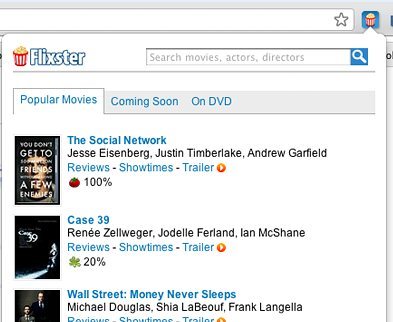 Flixster
Search movies, actors, directors
Popular Movies Coming Soon On DVD
The Social Network
Jesse Eisenberg, Justin Timberlake, Andrew Garfield
Reviews - Showtimes - Trailer
100%
YOU DON'T
GET TO
500 MILLION
FRIENDS
WITHOUT MAKING
A FEW
ENEMIES
Case 39
Renée Zellweger, Jodelle Ferland, Ian McShane
Reviews - Showtimes - Trailer
20%
Case
39
Wall Street: Money Never Sleeps
Michael Douglas, Shia LaBeouf, Frank Langella